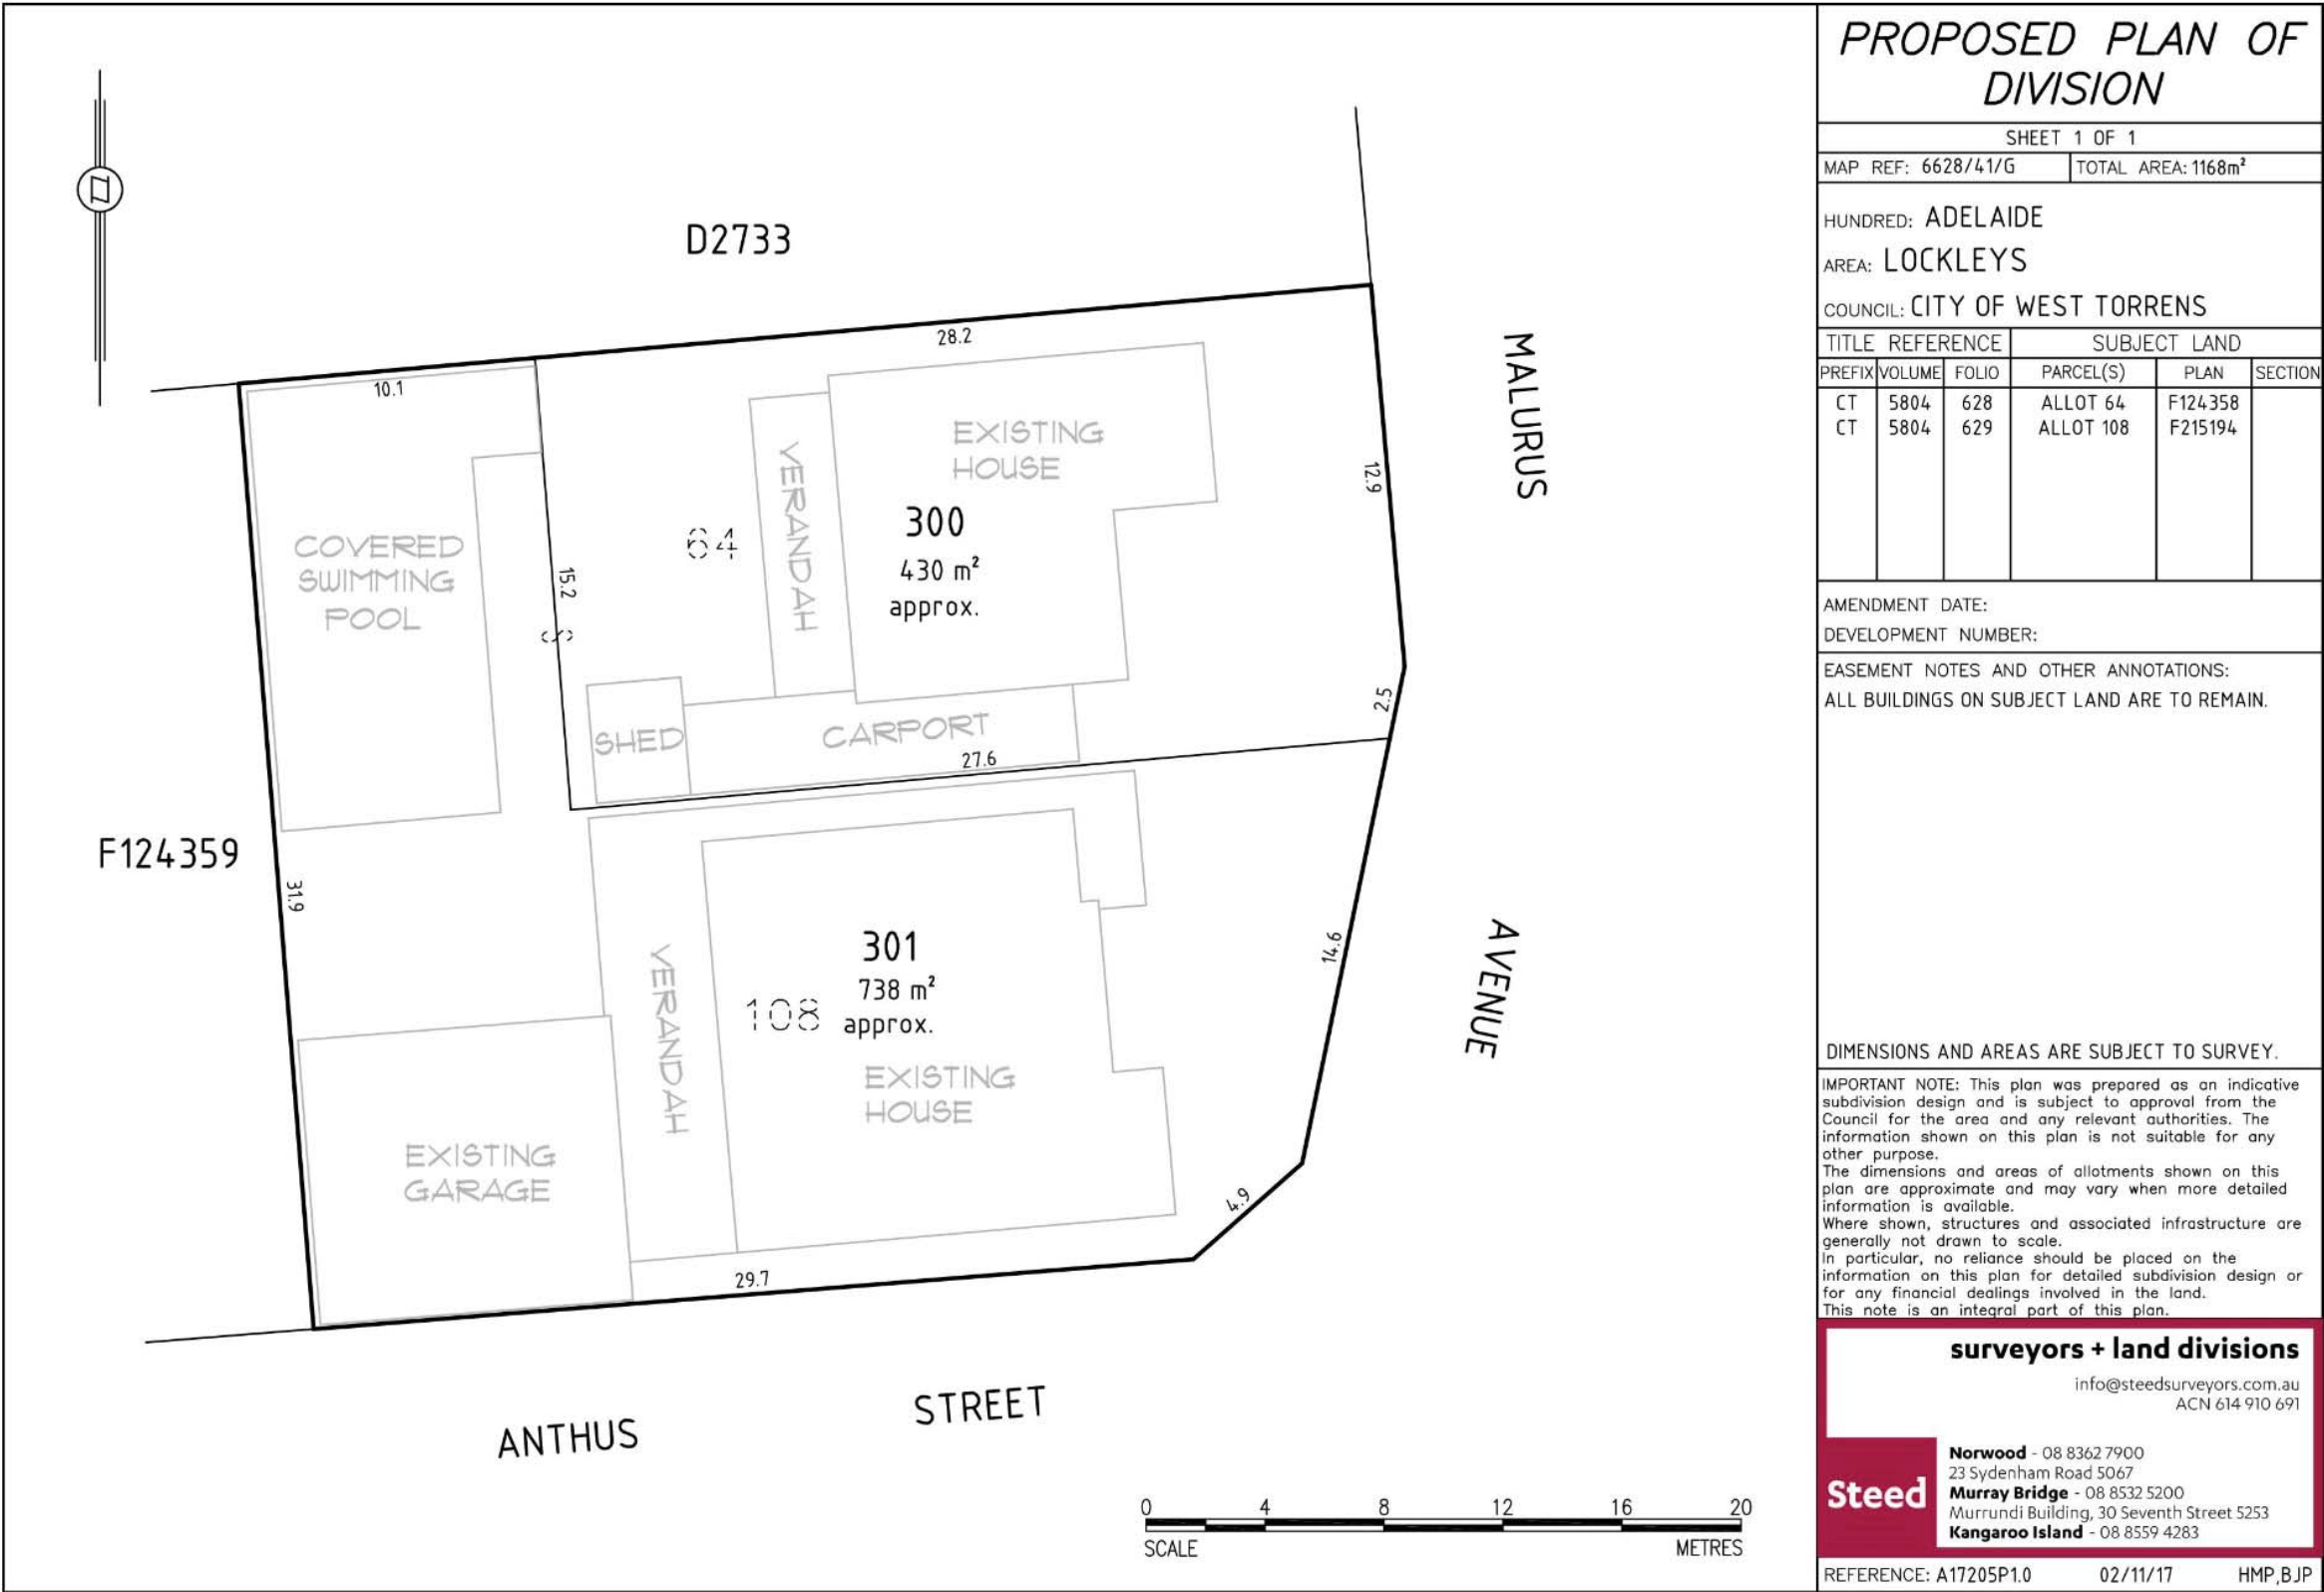 D2733
28.2
10.1
MALURUS
EXISTING
HOUSE
VERANDAH
12.9
300
430 m²
approx.
64
COVERED
SWIMMING
POOL
15.2
S
2.5
SHED
CARPORT
27.6
F124359
31.9
301
738 m²
approx.
108
VERANDAH
14.6
AVENUE
EXISTING
HOUSE
EXISTING
GARAGE
4.9
29.7
ANTHUS STREET
0 4 8 12 16 20
SCALE METRES
PROPOSED PLAN OF
DIVISION
SHEET 1 OF 1
MAP REF: 6628/41/G TOTAL AREA: 1168m²
HUNDRED: ADELAIDE
AREA: LOCKLEYS
COUNCIL: CITY OF WEST TORRENS
TITLE REFERENCE SUBJECT LAND
PREFIX VOLUME FOLIO PARCEL(S) PLAN SECTION
CT 5804 628 ALLOT 64 F124358
CT 5804 629 ALLOT 108 F215194
AMENDMENT DATE:
DEVELOPMENT NUMBER:
EASEMENT NOTES AND OTHER ANNOTATIONS:
ALL BUILDINGS ON SUBJECT LAND ARE TO REMAIN.
DIMENSIONS AND AREAS ARE SUBJECT TO SURVEY.
IMPORTANT NOTE: This plan was prepared as an indicative
subdivision design and is subject to approval from the
Council for the area and any relevant authorities. The
information shown on this plan is not suitable for any
other purpose.
The dimensions and areas of allotments shown on this
plan are approximate and may vary when more detailed
information is available.
Where shown, structures and associated infrastructure are
generally not drawn to scale.
In particular, no reliance should be placed on the
information on this plan for detailed subdivision design or
for any financial dealings involved in the land.
This note is an integral part of this plan.
surveyors + land divisions
info@steedsurveyors.com.au
ACN 614 910 691
Steed
Norwood - 08 8362 7900
23 Sydenham Road 5067
Murray Bridge - 08 8532 5200
Murrundi Building, 30 Seventh Street 5253
Kangaroo Island - 08 8559 4283
REFERENCE: A17205P1.0 02/11/17 HMP,BJP